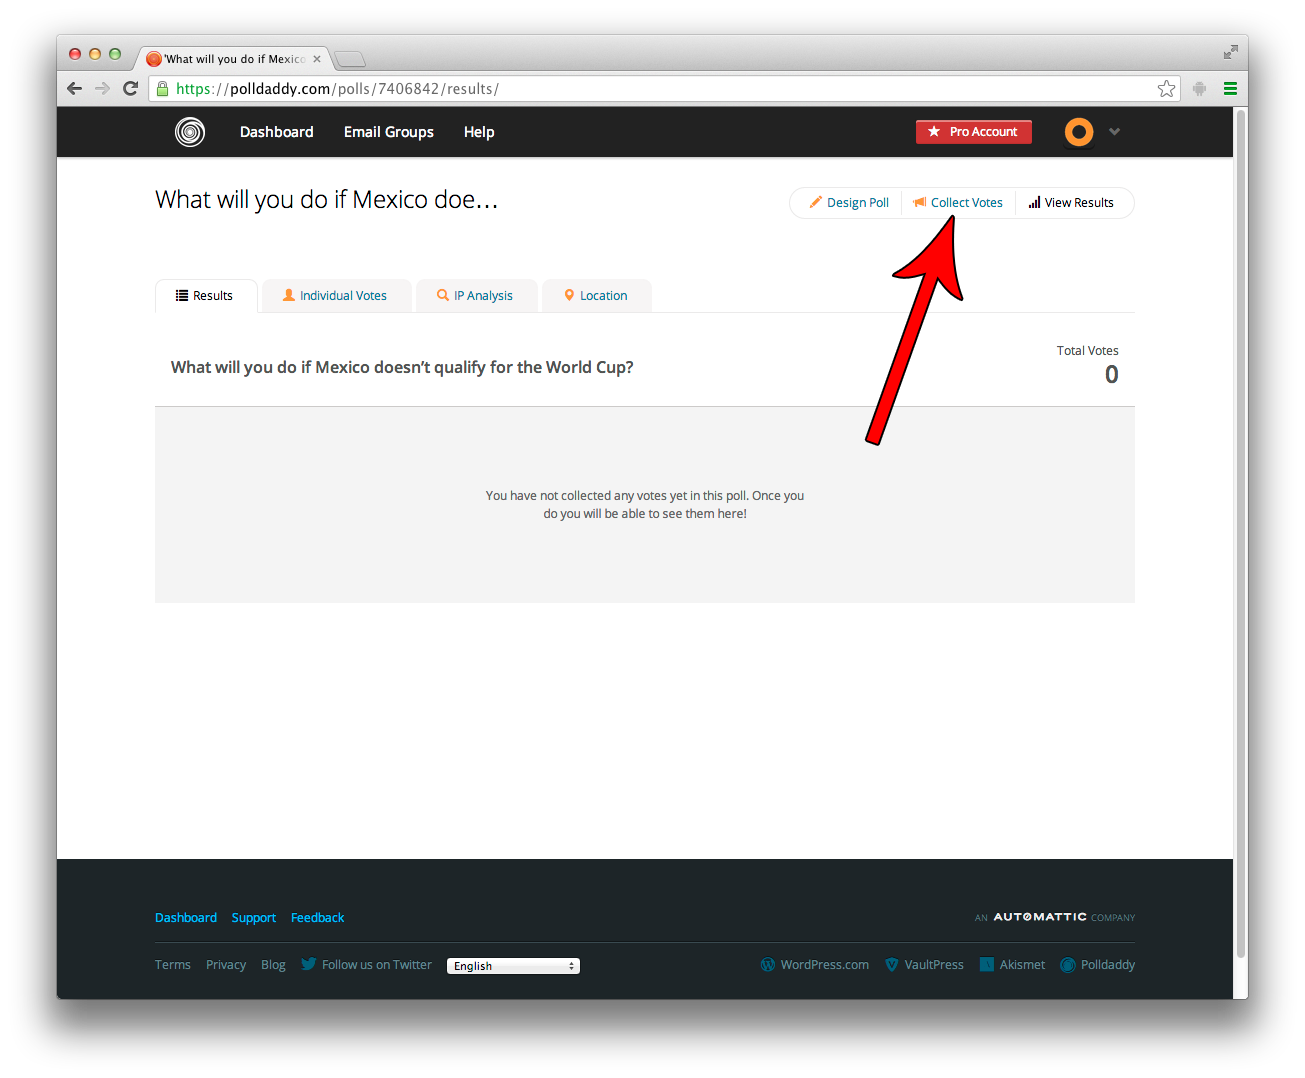 'What will you do if Mexico
https://polldaddy.com/polls/7406842/results/
Dashboard Email Groups Help Pro Account
What will you do if Mexico doe...
Design Poll Collect Votes View Results
Results Individual Votes IP Analysis Location
Total Votes
What will you do if Mexico doesn’t qualify for the World Cup?
0
You have not collected any votes yet in this poll. Once you
do you will be able to see them here!
Dashboard Support Feedback AN AUTOMATTIC COMPANY
Terms Privacy Blog Follow us on Twitter English WordPress.com VaultPress Akismet Polldaddy